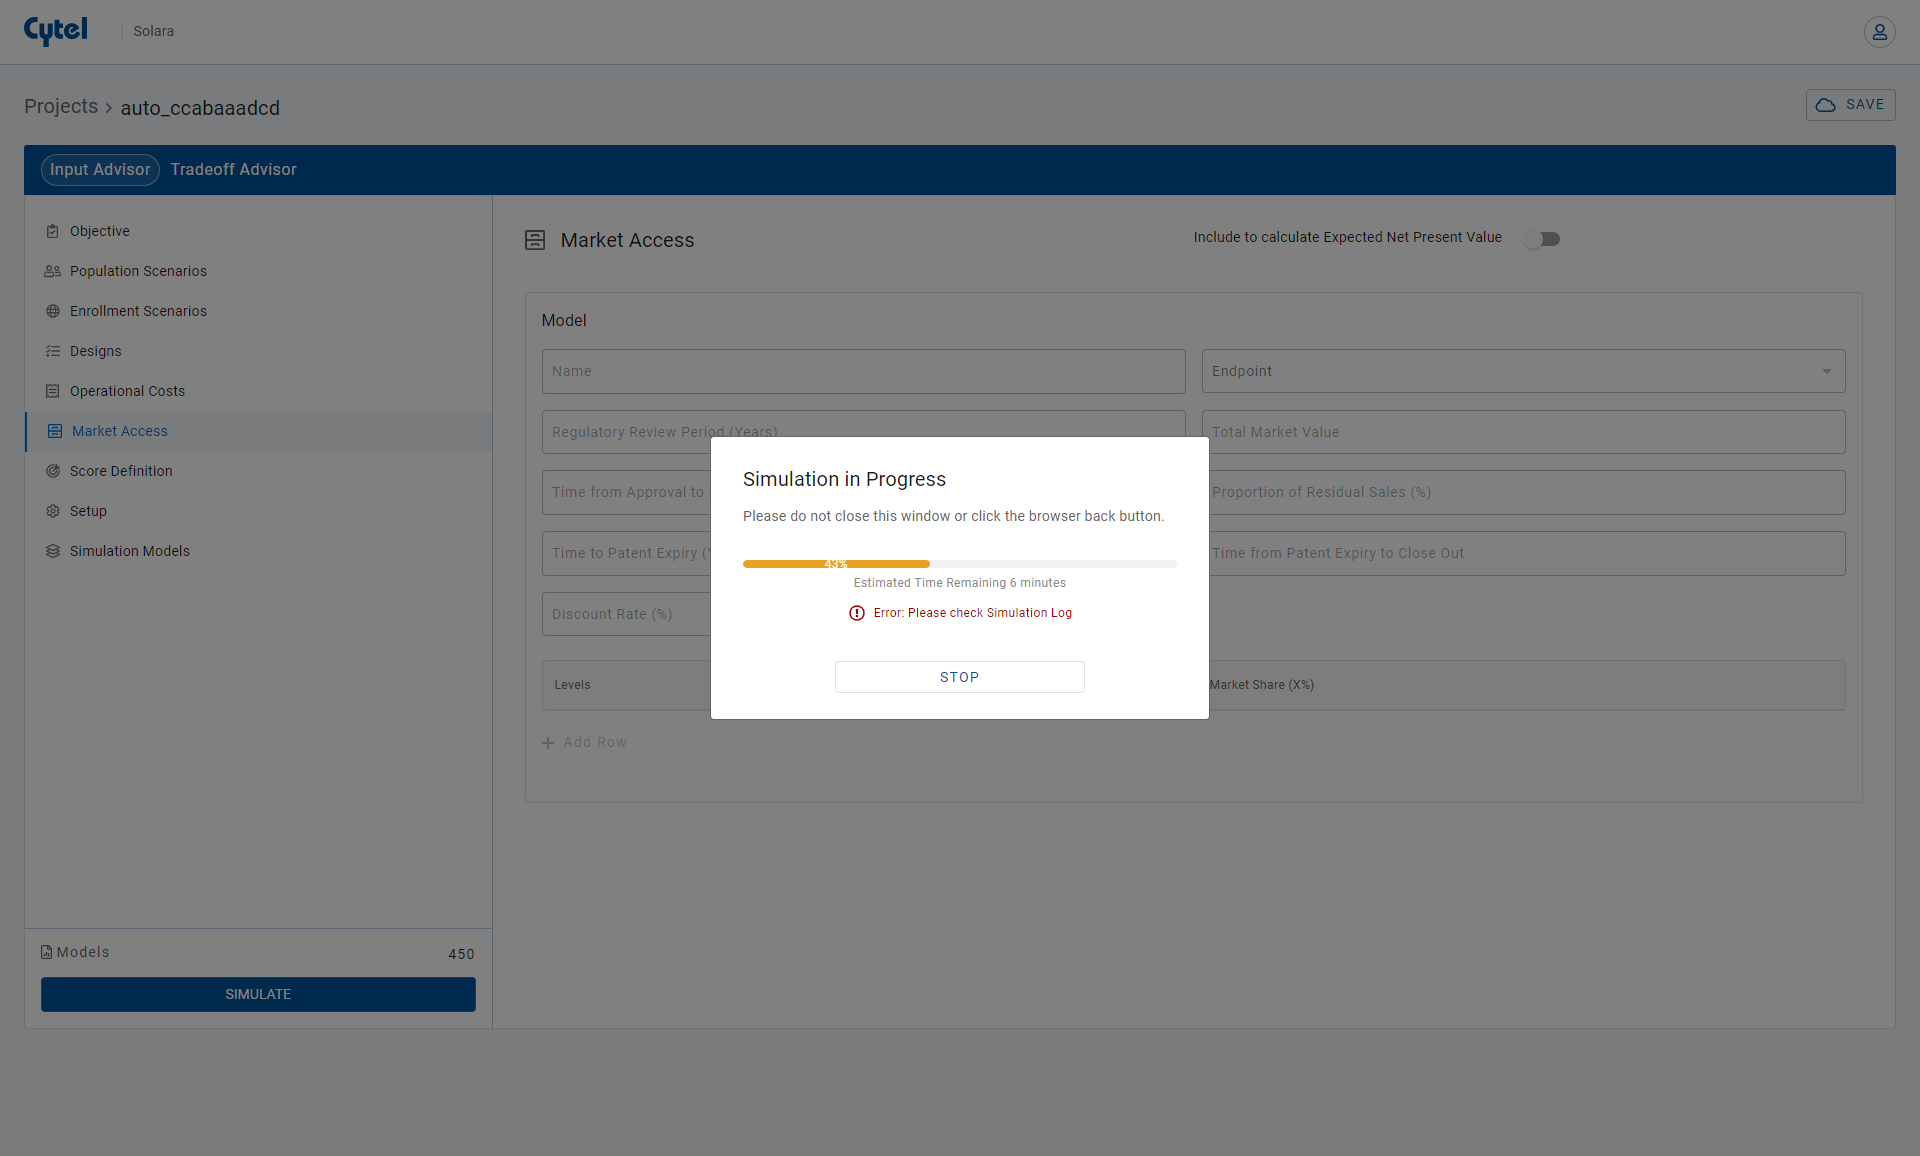 Cytel
Solara
Projects › auto_ccabaaadcd
SAVE
Input Advisor
Tradeoff Advisor
Objective
Population Scenarios
Enrollment Scenarios
Designs
Operational Costs
Market Access
Score Definition
Setup
Simulation Models
Models
450
SIMULATE
Market Access
Include to calculate Expected Net Present Value
Model
Name
Endpoint
Regulatory Review Period (Years)
Total Market Value
Time from Approval to
Proportion of Residual Sales (%)
Time to Patent Expiry (
Time from Patent Expiry to Close Out
Discount Rate (%)
Levels
Market Share (X%)
+ Add Row
Simulation in Progress
Please do not close this window or click the browser back button.
43%
Estimated Time Remaining 6 minutes
Error: Please check Simulation Log
STOP